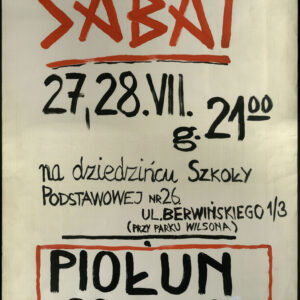 SABAT
27, 28. VII.
g. 21⁰⁰
na dziedzińcu SZKOŁY
PODSTAWOWEJ NR 26
UL. BERWIŃSKIEGO 1/3
(PRZY PARKU WILSONA)
PIOŁUN